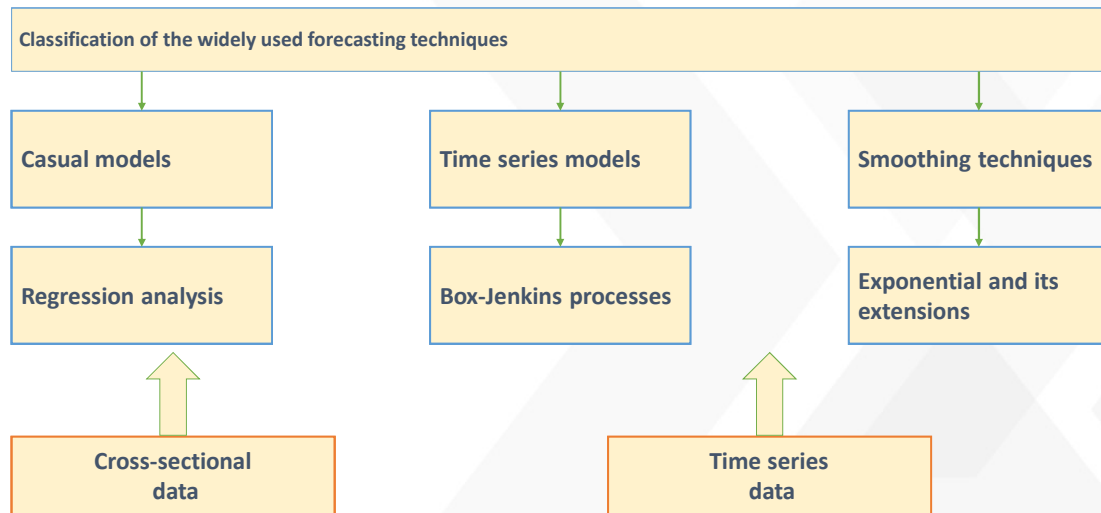 Classification of the widely used forecasting techniques
Casual models
Time series models
Smoothing techniques
Regression analysis
Box-Jenkins processes
Exponential and its
extensions
Cross-sectional
data
Time series
data